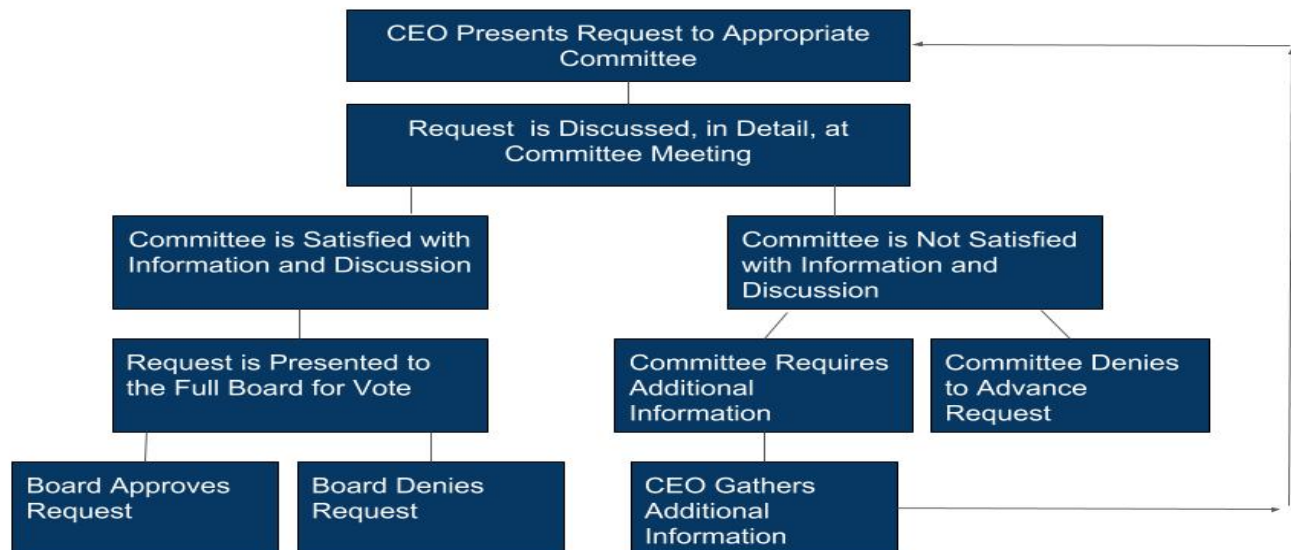 CEO Presents Request to Appropriate
Committee
Request is Discussed, in Detail, at
Committee Meeting
Committee is Satisfied with
Information and Discussion
Committee is Not Satisfied
with Information and
Discussion
Request is Presented to
the Full Board for Vote
Committee Requires
Additional
Information
Committee Denies
to Advance
Request
Board Approves
Request
Board Denies
Request
CEO Gathers
Additional
Information